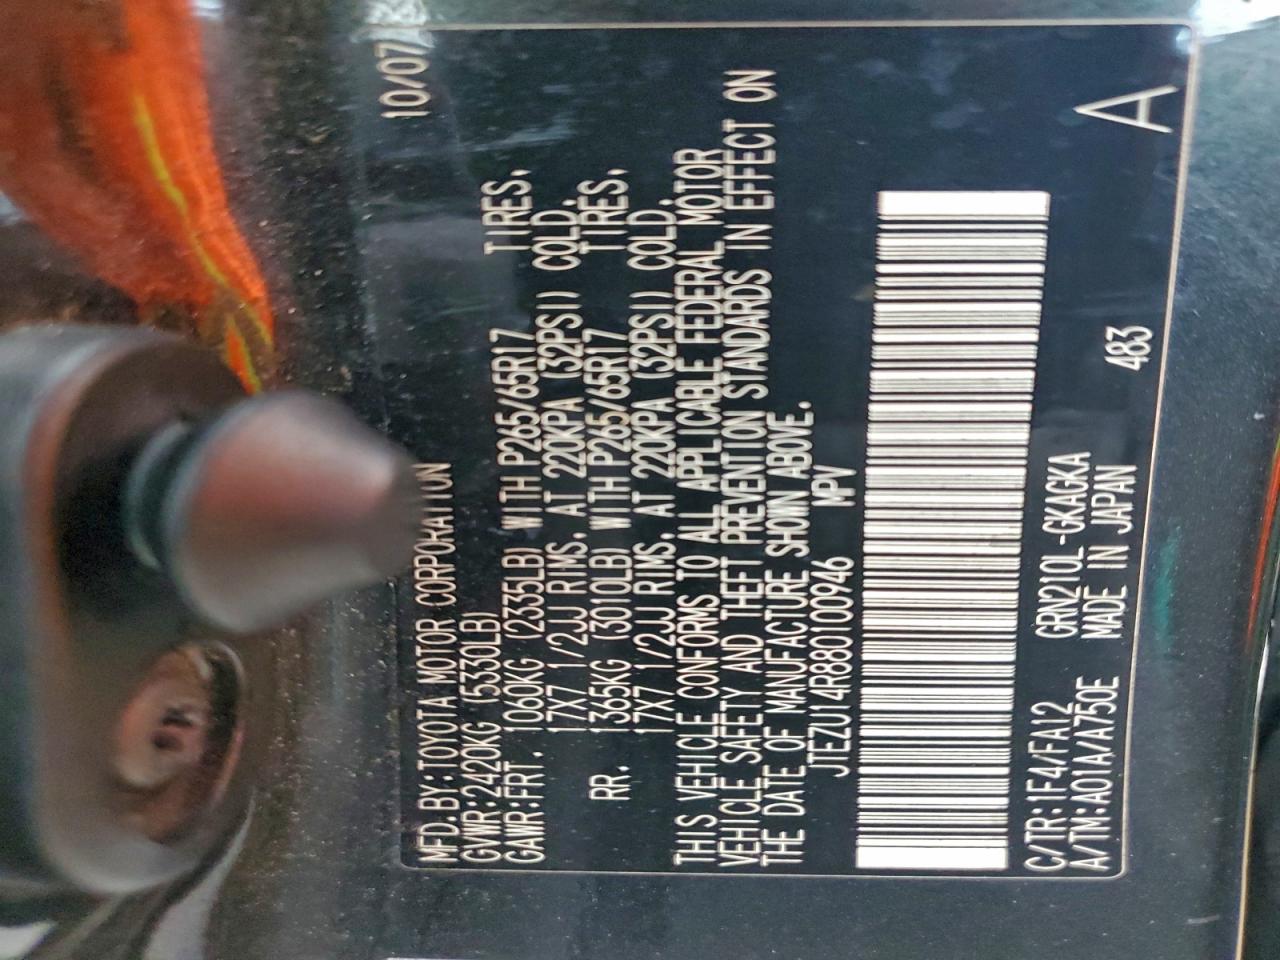 MFD.BY:TOYOTA MOTOR CORPORATION 10/07
GVWR:2420KG (5330LB)
GAWR:FRT. 1060KG (2335LB) WITH P265/65R17 TIRES,
17X7 1/2JJ RIMS, AT 220KPA (32PSI) COLD.
RR. 1365KG (3010LB) WITH P265/65R17 TIRES,
17X7 1/2JJ RIMS, AT 220KPA (32PSI) COLD.
THIS VEHICLE CONFORMS TO ALL APPLICABLE FEDERAL MOTOR
VEHICLE SAFETY AND THEFT PREVENTION STANDARDS IN EFFECT ON
THE DATE OF MANUFACTURE SHOWN ABOVE.
JTEZU14R880100946 MPV
C/TR:1F4/FA12 GRN210L-GKAGKA
A/TM:A01A/A750E MADE IN JAPAN 483 A